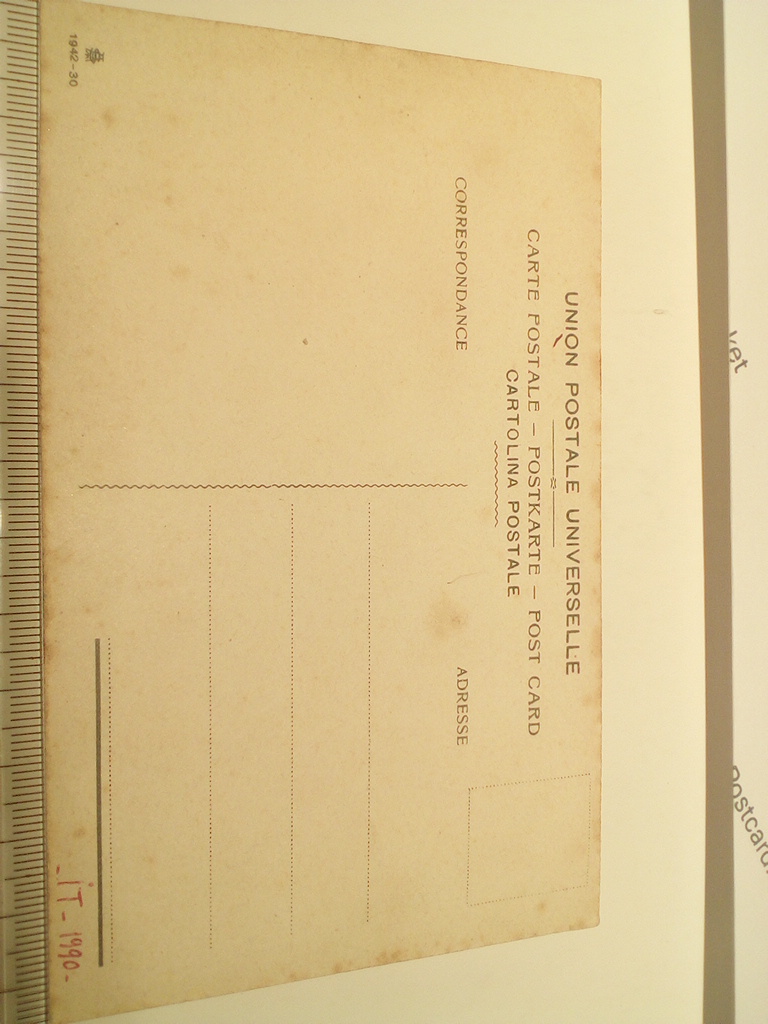 UNION POSTALE UNIVERSELLE
CARTE POSTALE — POSTKARTE — POST CARD
CARTOLINA POSTALE
CORRESPONDANCE
ADRESSE
1942-30
- iT - 1990 -
vet
Postcard